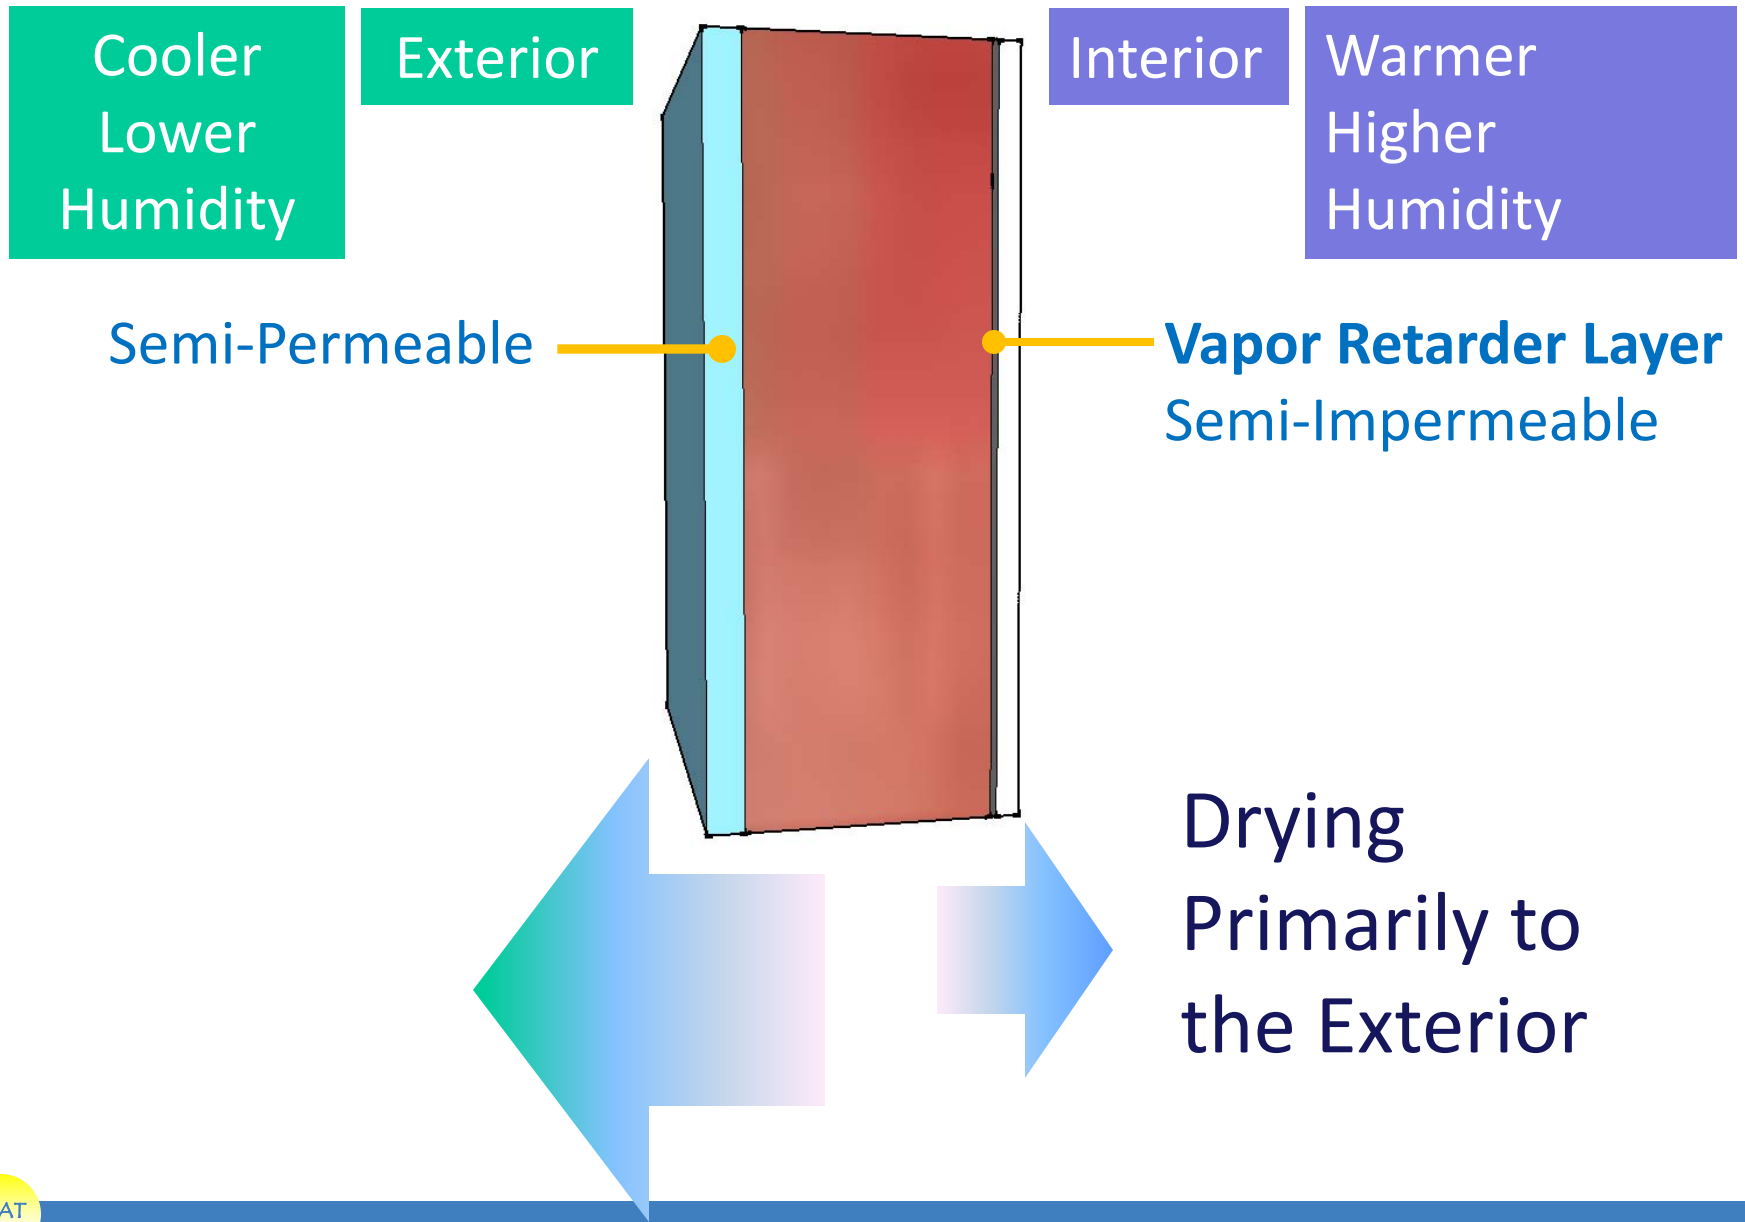 Cooler
Lower
Humidity
Exterior
Interior
Warmer
Higher
Humidity
Semi-Permeable
Vapor Retarder Layer
Semi-Impermeable
Drying
Primarily to
the Exterior
AT